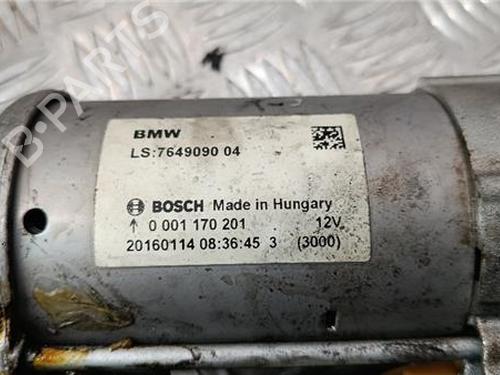 BMW
LS:7649090 04
BOSCH Made in Hungary
↑ 0 001 170 201 12V
20160114 08:36:45 3 (3000)